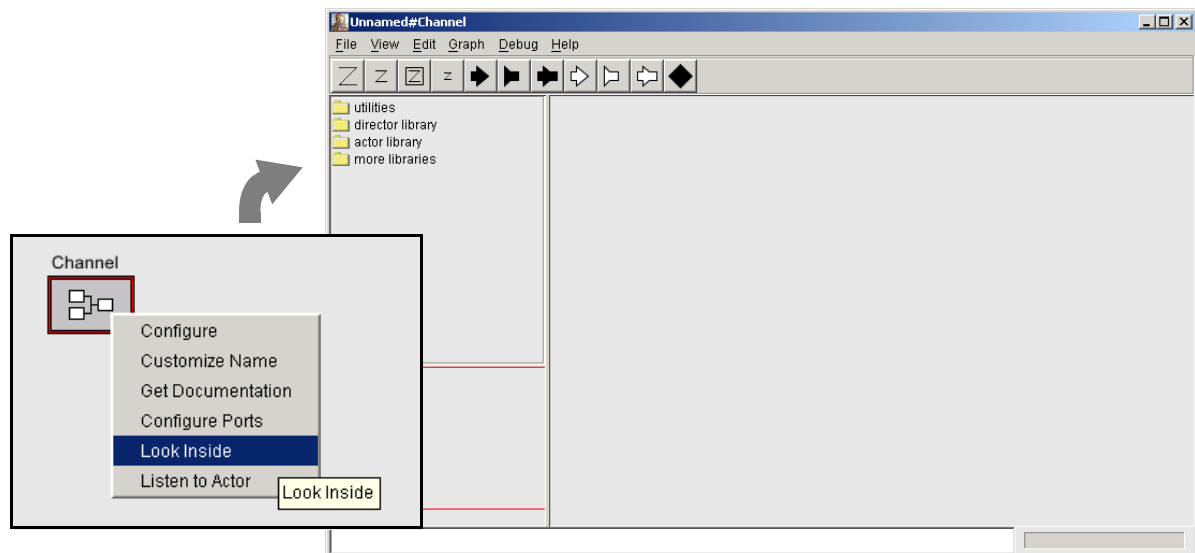 Unnamed#Channel
File View Edit Graph Debug Help
utilities
director library
actor library
more libraries
Channel
Configure
Customize Name
Get Documentation
Configure Ports
Look Inside
Listen to Actor
Look Inside